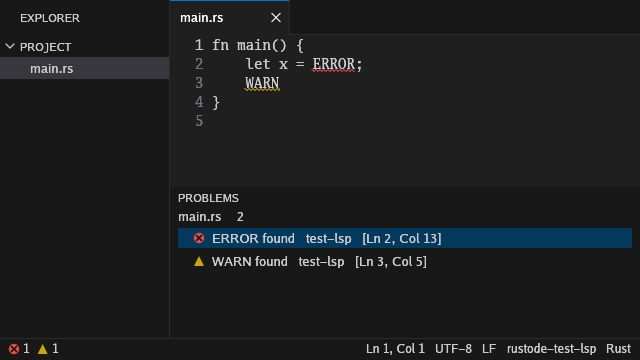 EXPLORER
PROJECT
main.rs
main.rs
1 fn main() {
2     let x = ERROR;
3     WARN
4 }
5
PROBLEMS
main.rs 2
ERROR found test-lsp [Ln 2, Col 13]
WARN found test-lsp [Ln 3, Col 5]
1 1 Ln 1, Col 1 UTF-8 LF rustode-test-lsp Rust